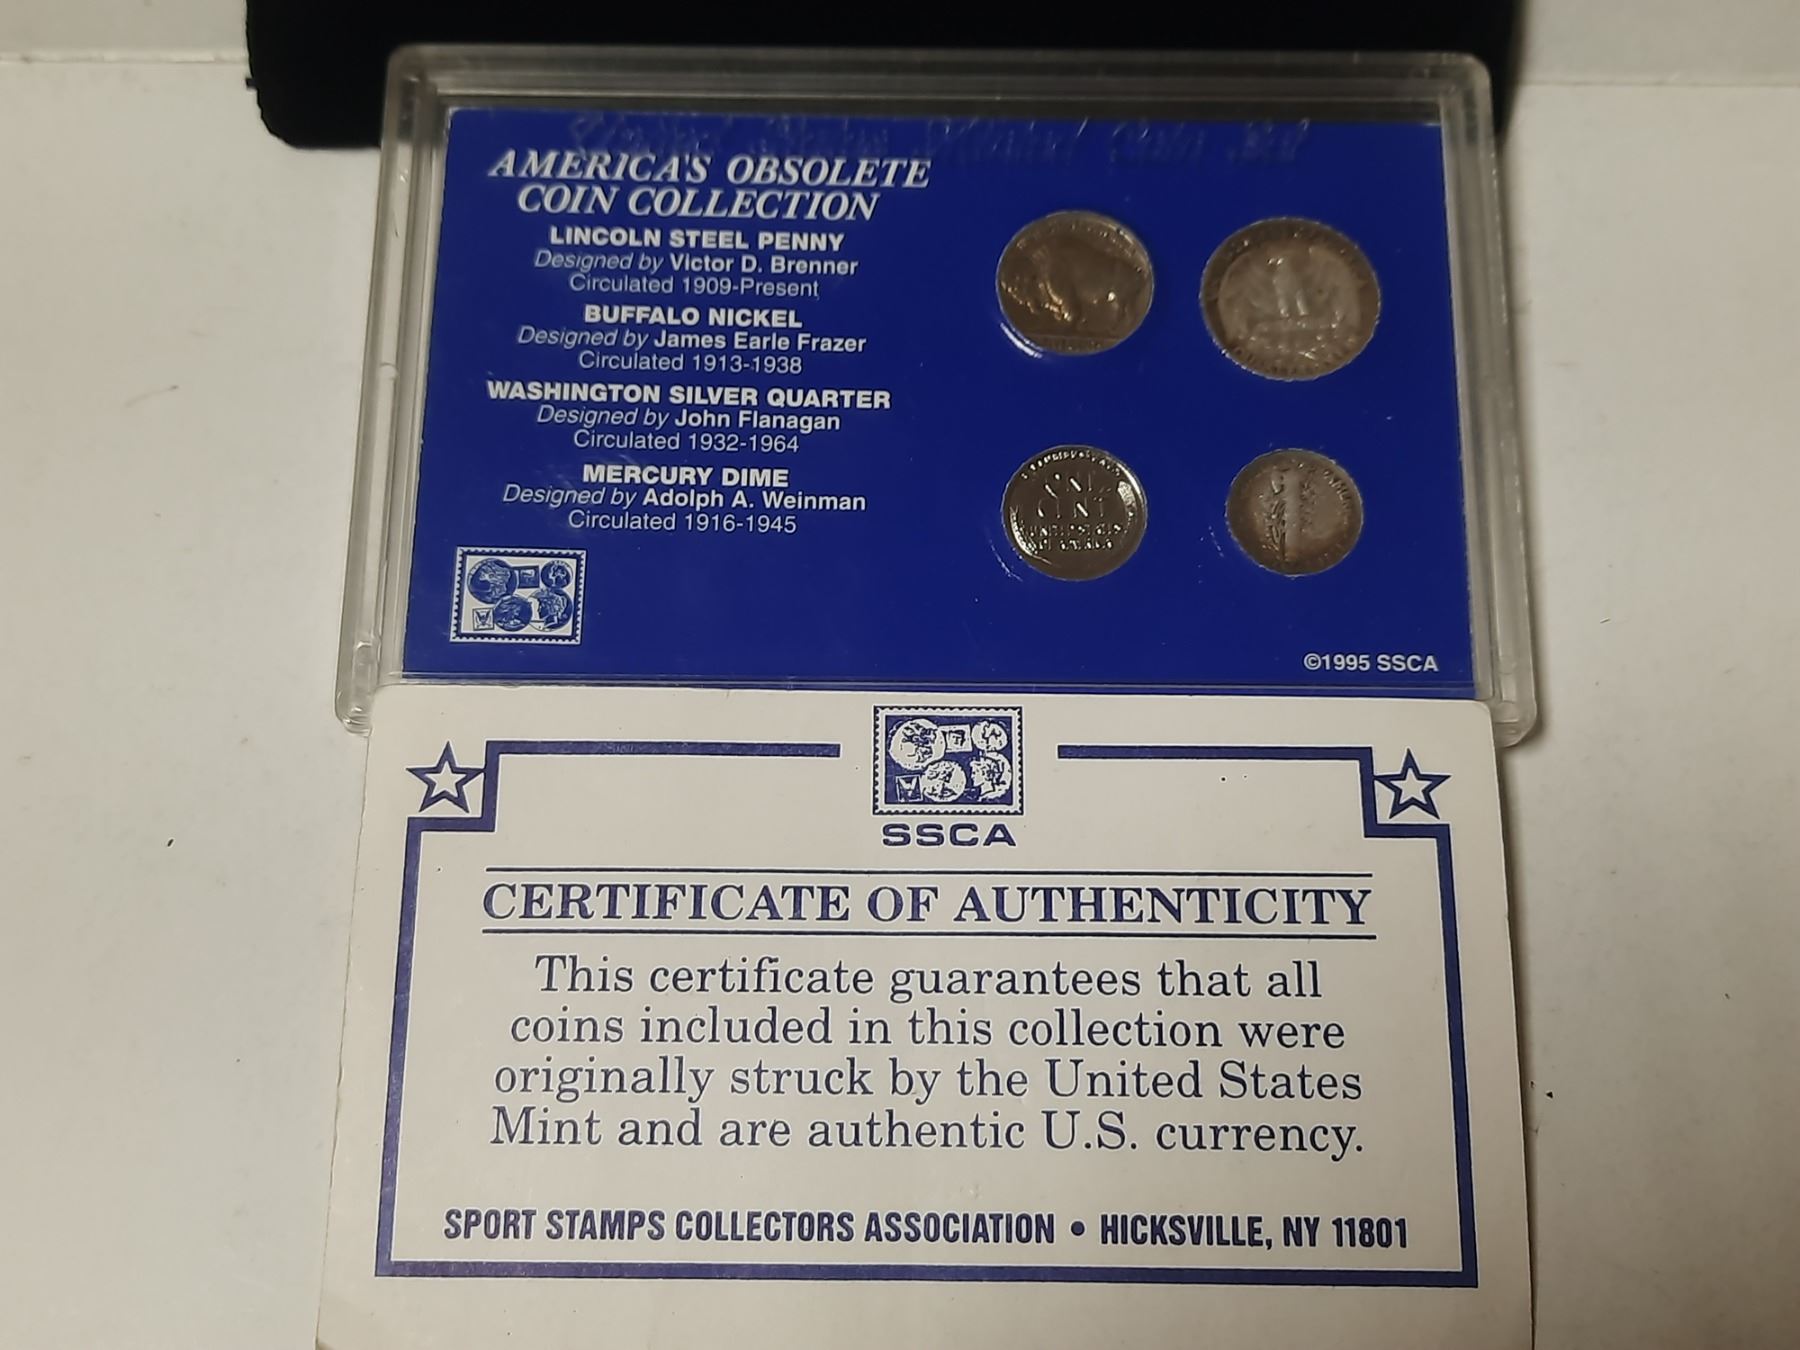 AMERICA'S OBSOLETE
COIN COLLECTION
LINCOLN STEEL PENNY
Designed by Victor D. Brenner
Circulated 1909-Present
BUFFALO NICKEL
Designed by James Earle Frazer
Circulated 1913-1938
WASHINGTON SILVER QUARTER
Designed by John Flanagan
Circulated 1932-1964
MERCURY DIME
Designed by Adolph A. Weinman
Circulated 1916-1945
ONE
CENT
©1995 SSCA
SSCA
CERTIFICATE OF AUTHENTICITY
This certificate guarantees that all
coins included in this collection were
originally struck by the United States
Mint and are authentic U.S. currency.
SPORT STAMPS COLLECTORS ASSOCIATION • HICKSVILLE, NY 11801